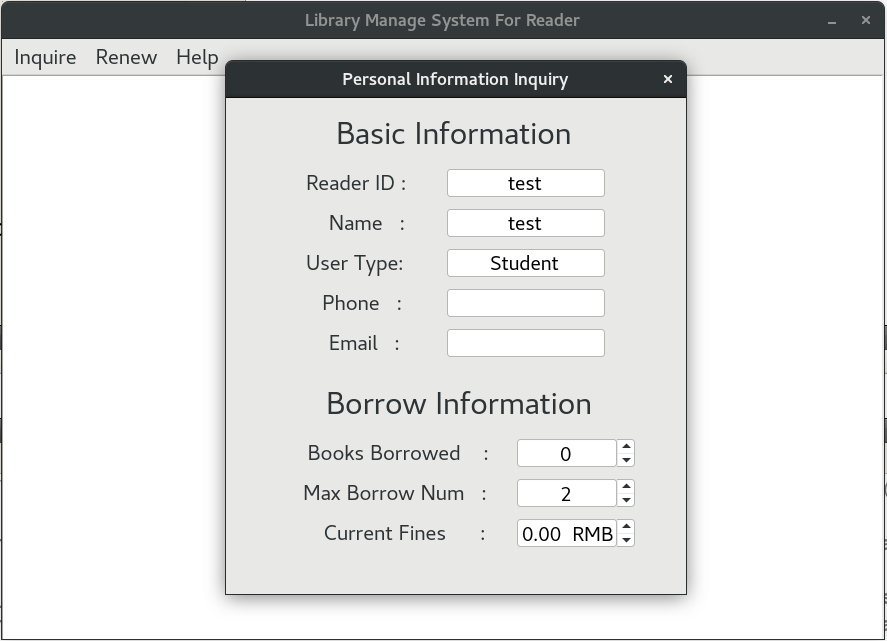 Library Manage System For Reader
Inquire Renew Help
Personal Information Inquiry
Basic Information
Reader ID : test
Name : test
User Type: Student
Phone :
Email :
Borrow Information
Books Borrowed : 0
Max Borrow Num : 2
Current Fines : 0.00 RMB